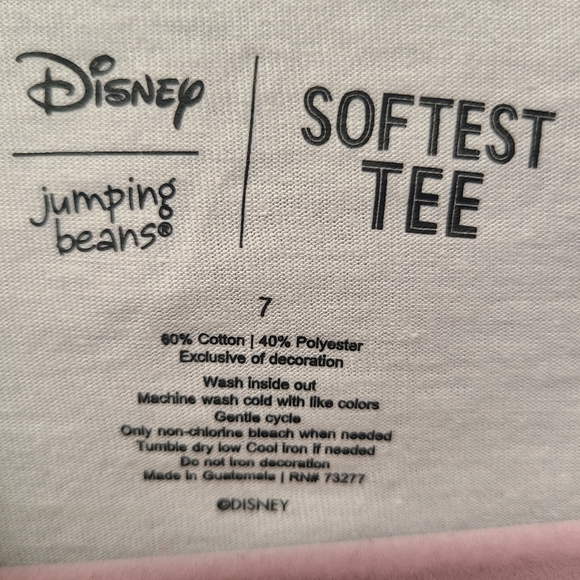 Disney
jumping
beans®
SOFTEST
TEE
7
60% Cotton | 40% Polyester
Exclusive of decoration
Wash inside out
Machine wash cold with like colors
Gentle cycle
Only non-chlorine bleach when needed
Tumble dry low Cool iron if needed
Do not iron decoration
Made in Guatemala | RN# 73277
©DISNEY